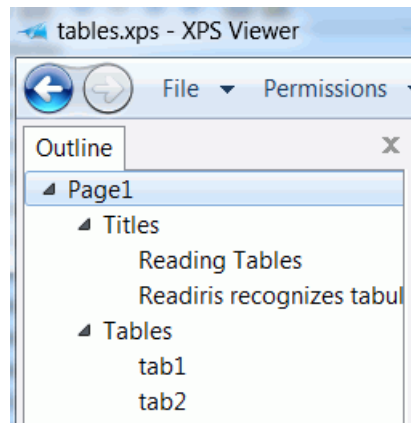 tables.xps - XPS Viewer
File Permissions
Outline
Page1
Titles
Reading Tables
Readiris recognizes tabul
Tables
tab1
tab2